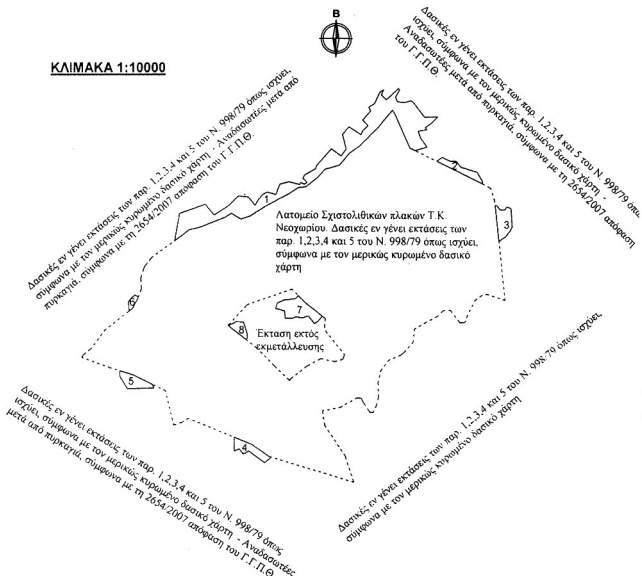 Β
ΚΛΙΜΑΚΑ 1:10000
Δασικές εν γένει εκτάσεις των παρ. 1,2,3,4 και 5 του Ν. 998/79 όπως ισχύει,
σύμφωνα με τον μερικώς κυρωμένο δασικό χάρτη - Αναδασωτέες μετά από
πυρκαγιά, σύμφωνα με τη 2654/2007 απόφαση του Γ.Γ.Π.Θ.
Δασικές εν γένει εκτάσεις των παρ. 1,2,3,4 και 5 του Ν. 998/79 όπως
ισχύει, σύμφωνα με τον μερικώς κυρωμένο δασικό χάρτη -
Αναδασωτέες μετά από πυρκαγιά, σύμφωνα με τη 2654/2007 απόφαση
του Γ.Γ.Π.Θ.
1
2
3
Λατομείο Σχιστολιθικών πλακών Τ.Κ.
Νεοχωρίου. Δασικές εν γένει εκτάσεις των
παρ. 1,2,3,4 και 5 του Ν. 998/79 όπως ισχύει,
σύμφωνα με τον μερικώς κυρωμένο δασικό
χάρτη
6
7
8
Έκταση εκτός
εκμετάλλευσης
5
4
Δασικές εν γένει εκτάσεις των παρ. 1,2,3,4 και 5 του Ν. 998/79 όπως
ισχύει, σύμφωνα με τον μερικώς κυρωμένο δασικό χάρτη - Αναδασωτέες
μετά από πυρκαγιά, σύμφωνα με τη 2654/2007 απόφαση του Γ.Γ.Π.Θ
Δασικές εν γένει εκτάσεις των παρ. 1,2,3,4 και 5 του Ν. 998/79 όπως ισχύει,
σύμφωνα με τον μερικώς κυρωμένο δασικό χάρτη